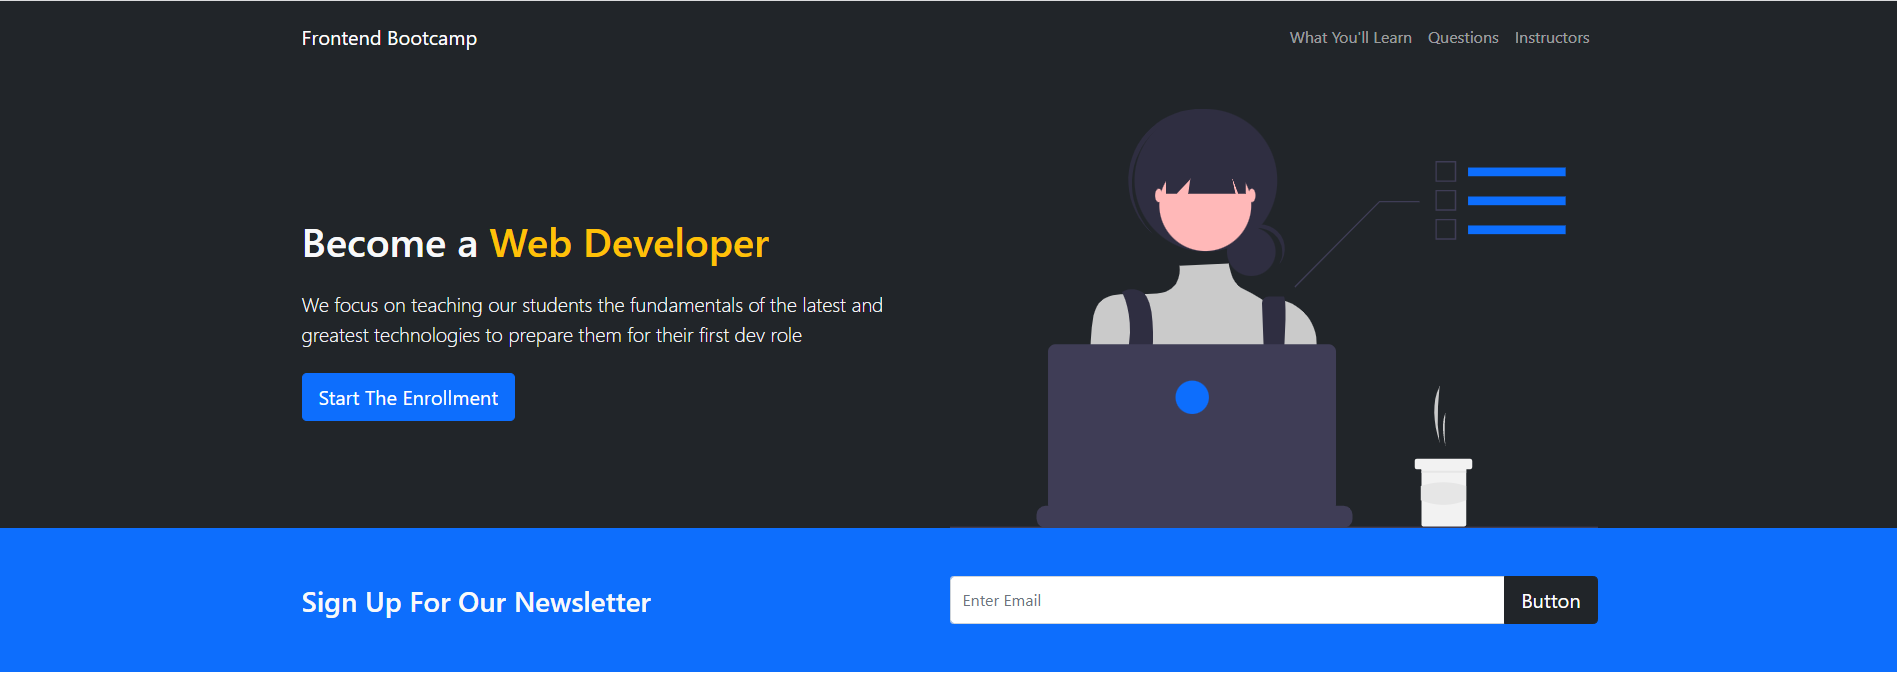 Frontend Bootcamp
What You'll Learn
Questions
Instructors
Become a Web Developer
We focus on teaching our students the fundamentals of the latest and
greatest technologies to prepare them for their first dev role
Start The Enrollment
Sign Up For Our Newsletter
Enter Email
Button